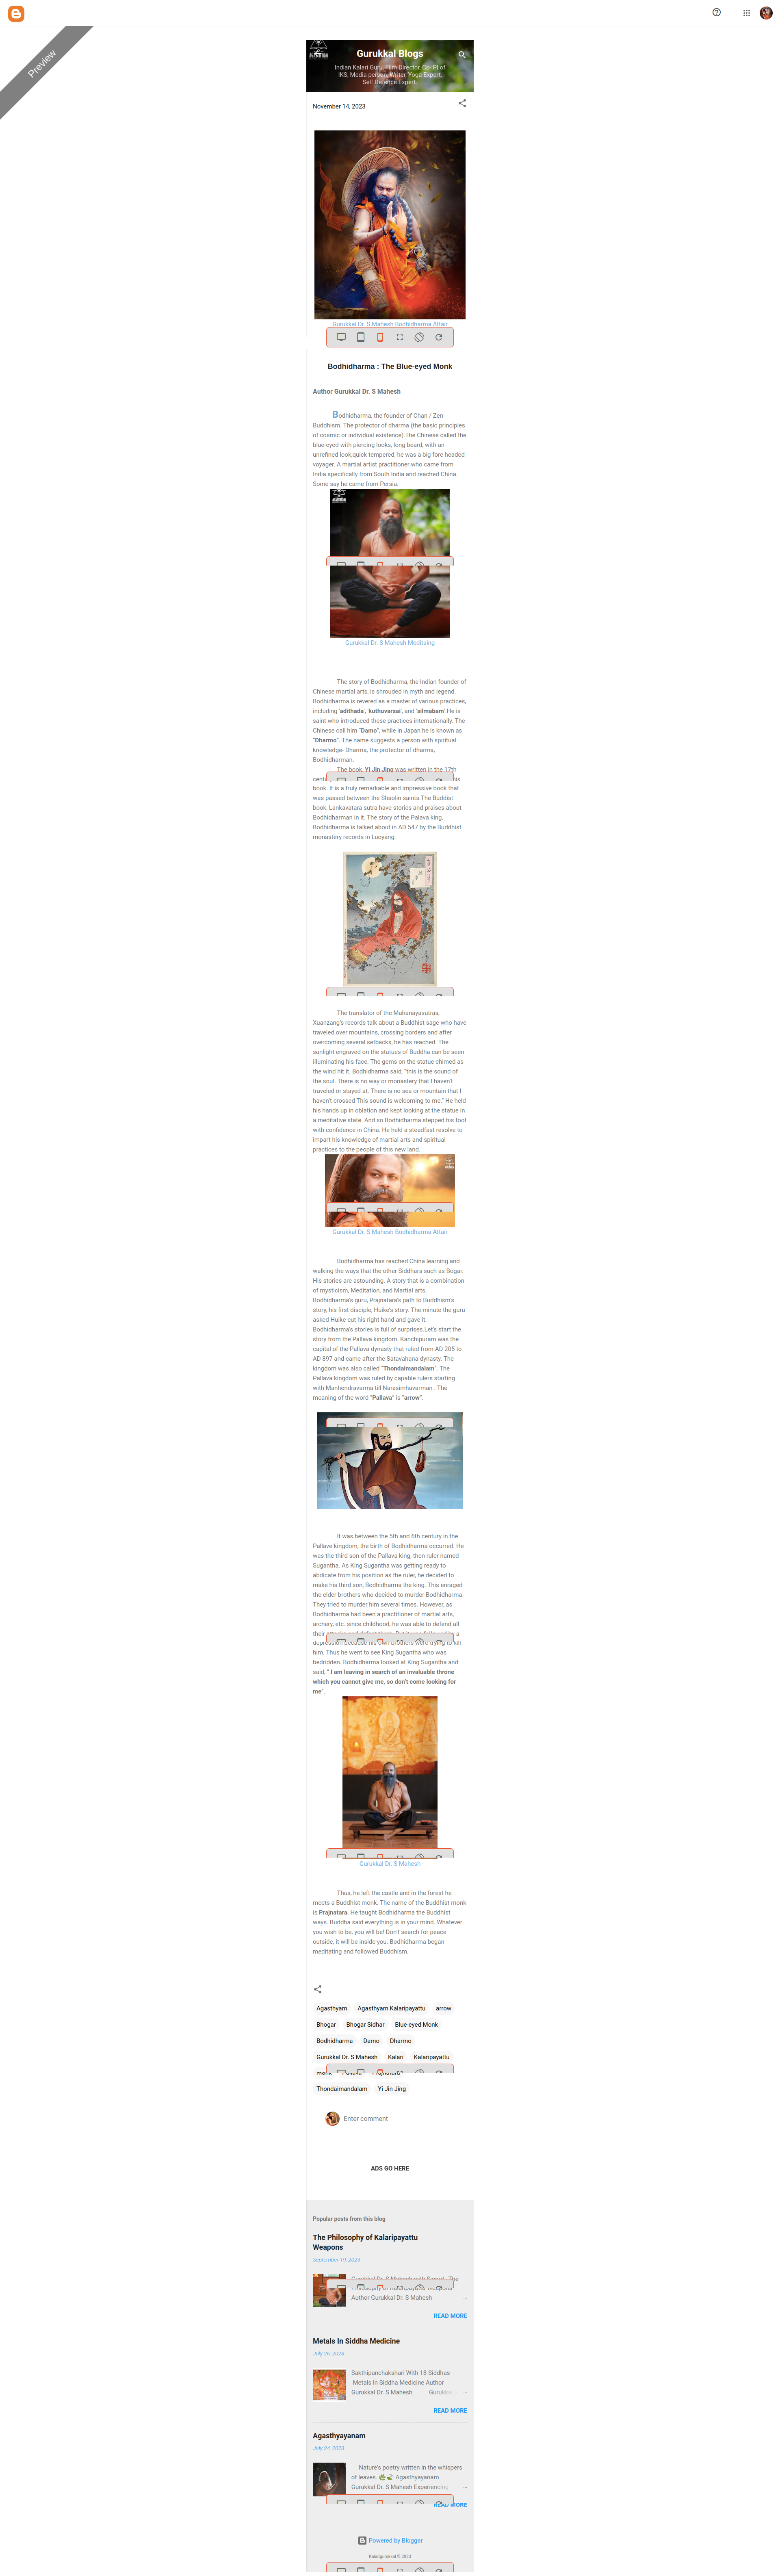 Preview
Gurukkal Blogs
Indian Kalari Guru, Film Director, Co- PI of
IKS, Media person, Writer, Yoga Expert,
Self Defence Expert.
November 14, 2023
Gurukkal Dr. S Mahesh Bodhidharma Attair
Bodhidharma : The Blue-eyed Monk
Author Gurukkal Dr. S Mahesh
Bodhidharma, the founder of Chan / Zen
Buddhism. The protector of dharma (the basic principles
of cosmic or individual existence).The Chinese called the
blue-eyed with piercing looks, long beard, with an
unrefined look,quick tempered, he was a big fore headed
voyager. A martial artist practitioner who came from
India specifically from South India and reached China.
Some say he came from Persia.
Gurukkal Dr. S Mahesh Meditaing
The story of Bodhidharma, the Indian founder of
Chinese martial arts, is shrouded in myth and legend.
Bodhidharma is revered as a master of various practices,
including 'adithada', 'kuthuvarsai', and 'silmabam'.He is
saint who introduced these practices internationally. The
Chinese call him "Damo", while in Japan he is known as
"Dharmo". The name suggests a person with spiritual
knowledge- Dharma, the protector of dharma,
Bodhidharman.
The book, Yi Jin Jing was written in the 17th
book. It is a truly remarkable and impressive book that
was passed between the Shaolin saints.The Buddist
book, Lankavatara sutra have stories and praises about
Bodhidharman in it. The story of the Palava king,
Bodhidharma is talked about in AD 547 by the Buddhist
monastery records in Luoyang.
The translator of the Mahanayasutras,
Xuanzang's records talk about a Buddhist sage who have
traveled over mountains, crossing borders and after
overcoming several setbacks, he has reached. The
sunlight engraved on the statues of Buddha can be seen
illuminating his face. The gems on the statue chimed as
the wind hit it. Bodhidharma said, "this is the sound of
the soul. There is no way or monastery that I haven't
traveled or stayed at. There is no sea or mountain that I
haven't crossed.This sound is welcoming to me." He held
his hands up in oblation and kept looking at the statue in
a meditative state. And so Bodhidharma stepped his foot
with confidence in China. He held a steadfast resolve to
impart his knowledge of martial arts and spiritual
practices to the people of this new land.
Gurukkal Dr. S Mahesh Bodhidharma Attair
Bodhidharma has reached China learning and
walking the ways that the other Siddhars such as Bogar.
His stories are astounding, A story that is a combination
of mysticism, Meditation, and Martial arts.
Bodhidharma's guru, Prajnatara's path to Buddhism's
story, his first disciple, Huike's story. The minute the guru
asked Huike cut his right hand and gave it.
Bodhidharma's stories is full of surprises.Let's start the
story from the Pallava kingdom. Kanchipuram was the
capital of the Pallava dynasty that ruled from AD 205 to
AD 897 and came after the Satavahana dynasty. The
kingdom was also called "Thondaimandalam". The
Pallava kingdom was ruled by capable rulers starting
with Manhendravarma till Narasimhavarman . The
meaning of the word "Pallava" is "arrow".
It was between the 5th and 6th century in the
Pallave kingdom, the birth of Bodhidharma occurred. He
was the third son of the Pallava king, then ruler named
Sugantha. As King Sugantha was getting ready to
abdicate from his position as the ruler, he decided to
make his third son, Bodhidharma the king. This enraged
the elder brothers who decided to murder Bodhidharma.
They tried to murder him several times. However, as
Bodhidharma had been a practitioner of martial arts,
archery, etc. since childhood, he was able to defend all
their
him. Thus he went to see King Sugantha who was
bedridden. Bodhidharma looked at King Sugantha and
said, " I am leaving in search of an invaluable throne
which you cannot give me, so don't come looking for
me".
Gurukkal Dr. S Mahesh
Thus, he left the castle and in the forest he
meets a Buddhist monk. The name of the Buddhist monk
is Prajnatara. He taught Bodhidharma the Buddhist
ways. Buddha said everything is in your mind. Whatever
you wish to be, you will be! Don't search for peace
outside, it will be inside you. Bodhidharma began
meditating and followed Buddhism.
Agasthyam Agasthyam Kalaripayattu arrow
Bhogar Bhogar Sidhar Blue-eyed Monk
Bodhidharma Damo Dharmo
Gurukkal Dr. S Mahesh Kalari Kalaripayattu
Thondaimandalam Yi Jin Jing
Enter comment
ADS GO HERE
Popular posts from this blog
The Philosophy of Kalaripayattu
Weapons
September 19, 2023
Gurukkal Dr. S Mahesh with Sword The
Author Gurukkal Dr. S Mahesh
READ MORE
Metals In Siddha Medicine
July 26, 2023
Sakthipanchakshari With 18 Siddhas
Metals In Siddha Medicine Author
Gurukkal Dr. S Mahesh
READ MORE
Agasthyayanam
July 24, 2023
Nature's poetry written in the whispers
of leaves. Agasthyayanam
Gurukkal Dr. S Mahesh Experiencing
READ MORE
Powered by Blogger
Kalarigurukkal © 2023